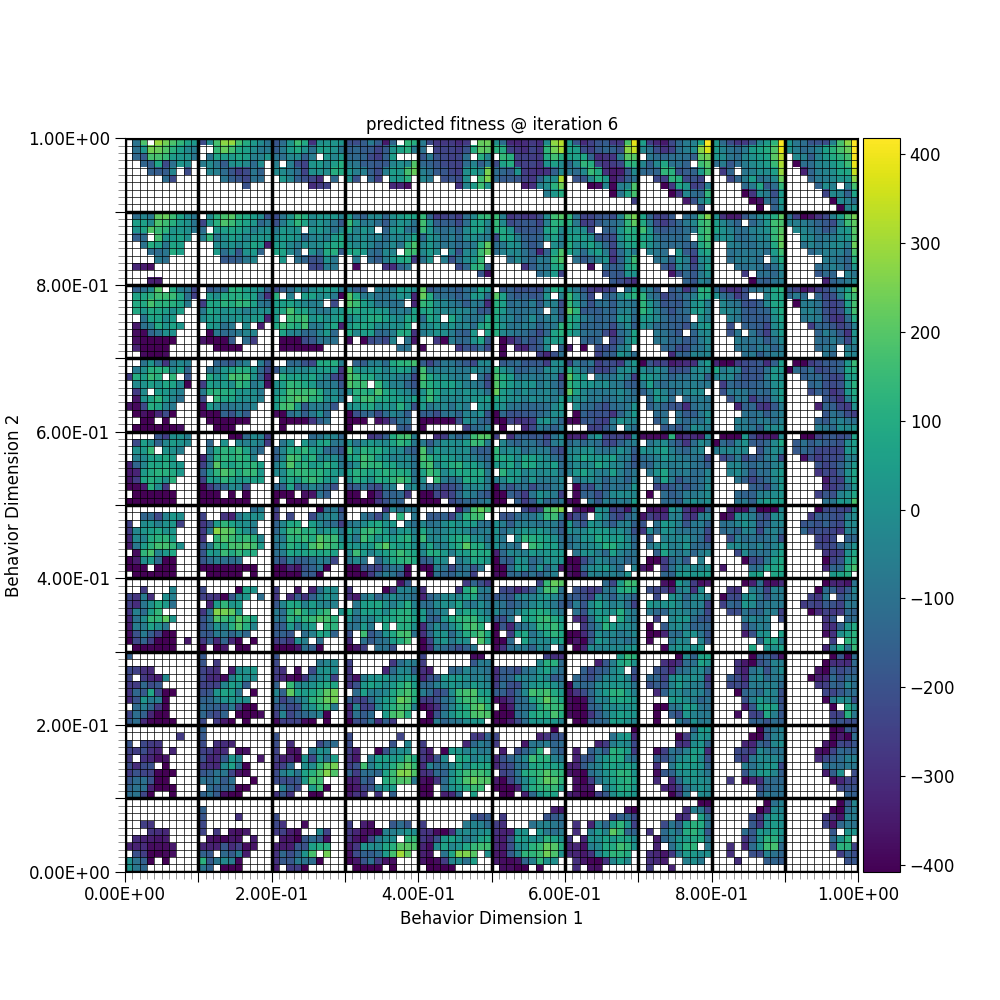 predicted fitness @ iteration 6
1.00E+00
8.00E-01
6.00E-01
4.00E-01
2.00E-01
0.00E+00
Behavior Dimension 2
0.00E+00 2.00E-01 4.00E-01 6.00E-01 8.00E-01 1.00E+00
Behavior Dimension 1
400
300
200
100
0
−100
−200
−300
−400